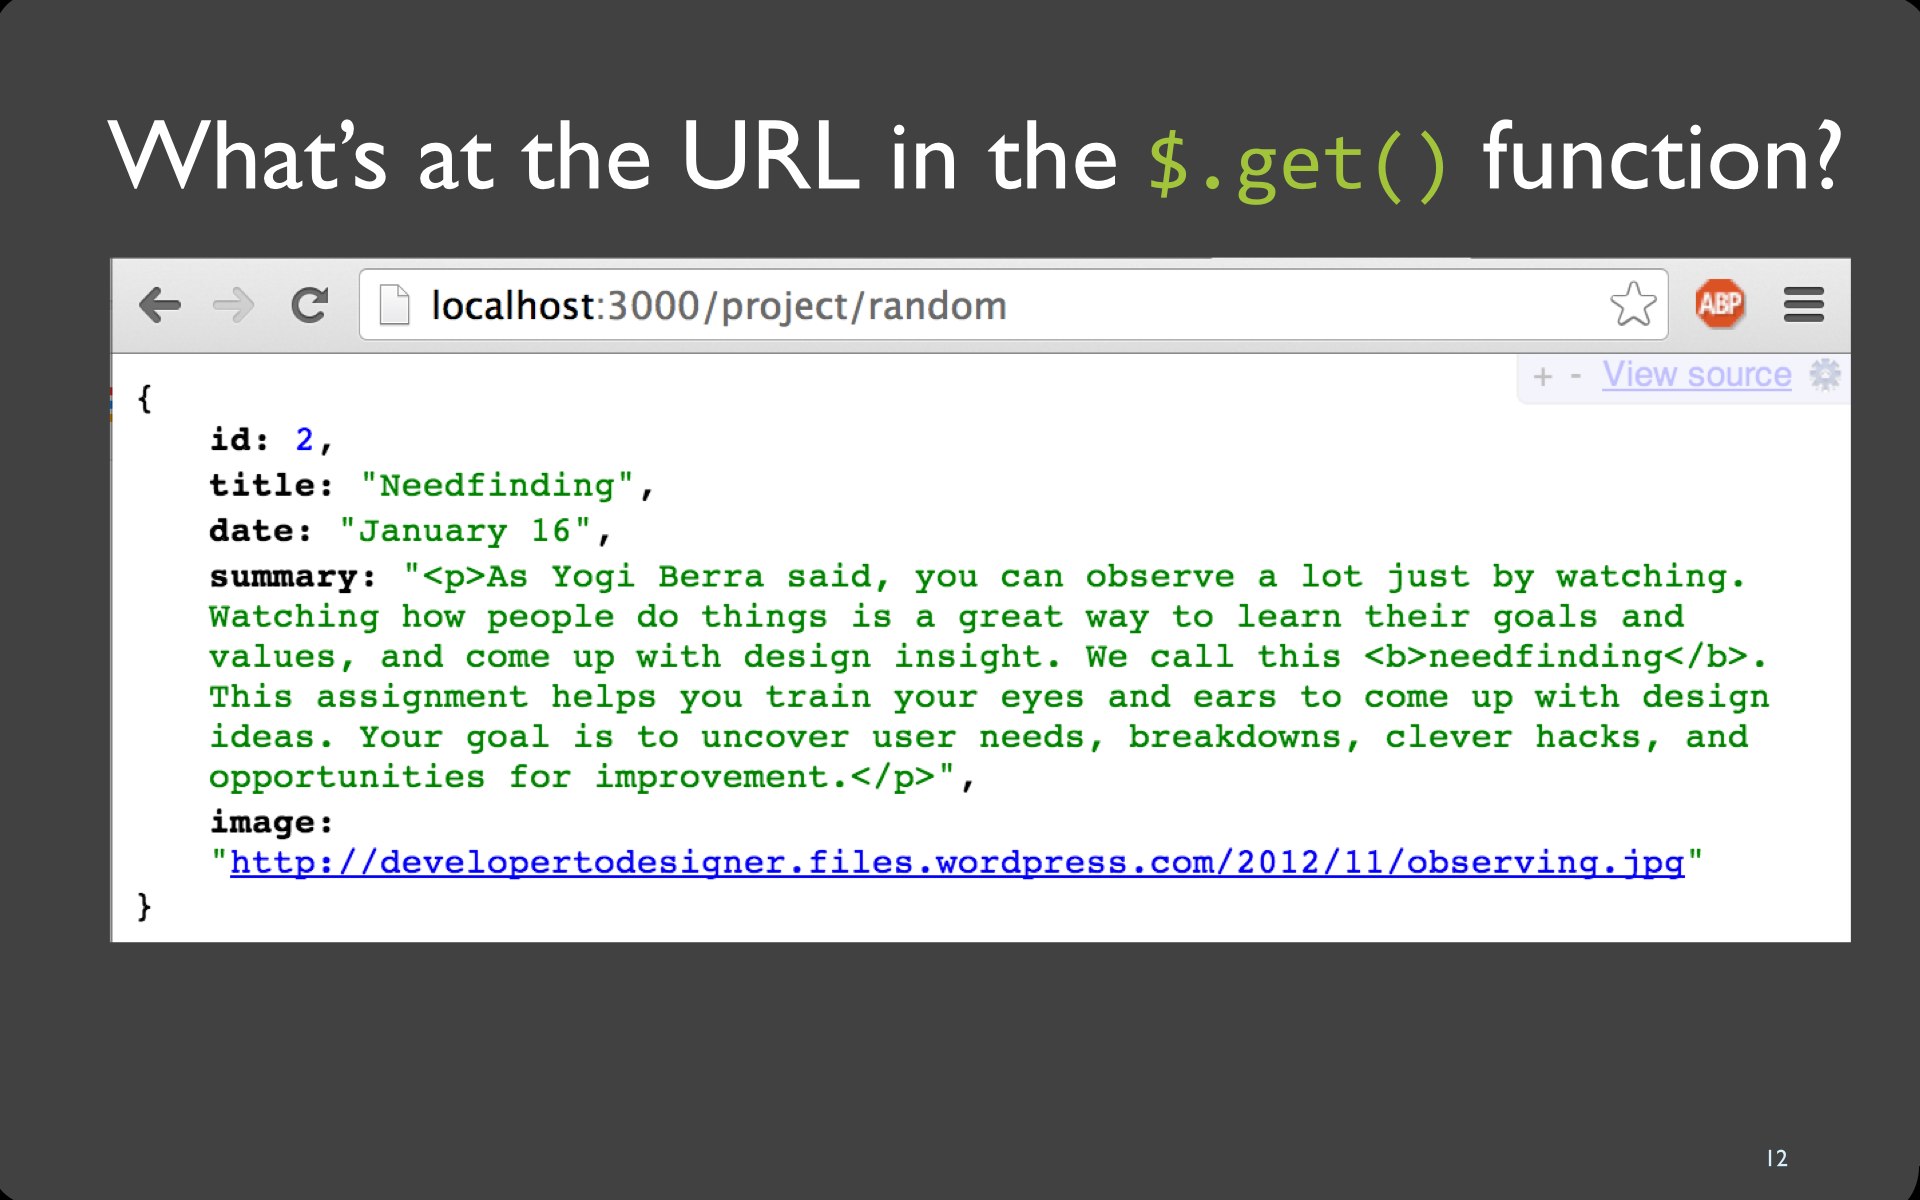 What’s at the URL in the $.get() function?
localhost:3000/project/random
ABP
+ - View source
{
id: 2,
title: "Needfinding",
date: "January 16",
summary: "<p>As Yogi Berra said, you can observe a lot just by watching.
Watching how people do things is a great way to learn their goals and
values, and come up with design insight. We call this <b>needfinding</b>.
This assignment helps you train your eyes and ears to come up with design
ideas. Your goal is to uncover user needs, breakdowns, clever hacks, and
opportunities for improvement.</p>",
image:
"http://developertodesigner.files.wordpress.com/2012/11/observing.jpg"
}
12